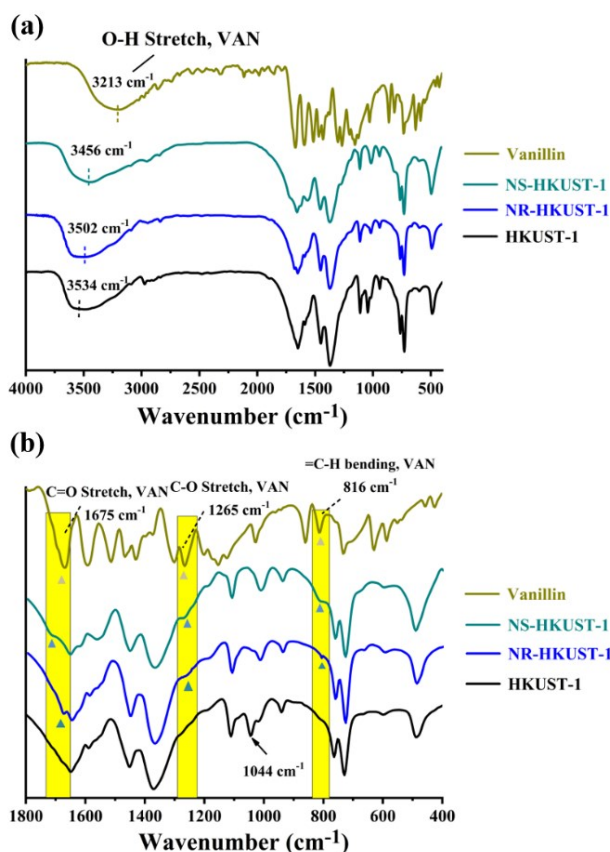 (a)
O-H Stretch, VAN
3213 cm-1
3456 cm-1
3502 cm-1
3534 cm-1
Vanillin
NS-HKUST-1
NR-HKUST-1
HKUST-1
4000 3500 3000 2500 2000 1500 1000 500
Wavenumber (cm-1)
(b)
C=O Stretch, VAN
1675 cm-1
C-O Stretch, VAN
1265 cm-1
=C-H bending, VAN
816 cm-1
1044 cm-1
Vanillin
NS-HKUST-1
NR-HKUST-1
HKUST-1
1800 1600 1400 1200 1000 800 600 400
Wavenumber (cm-1)